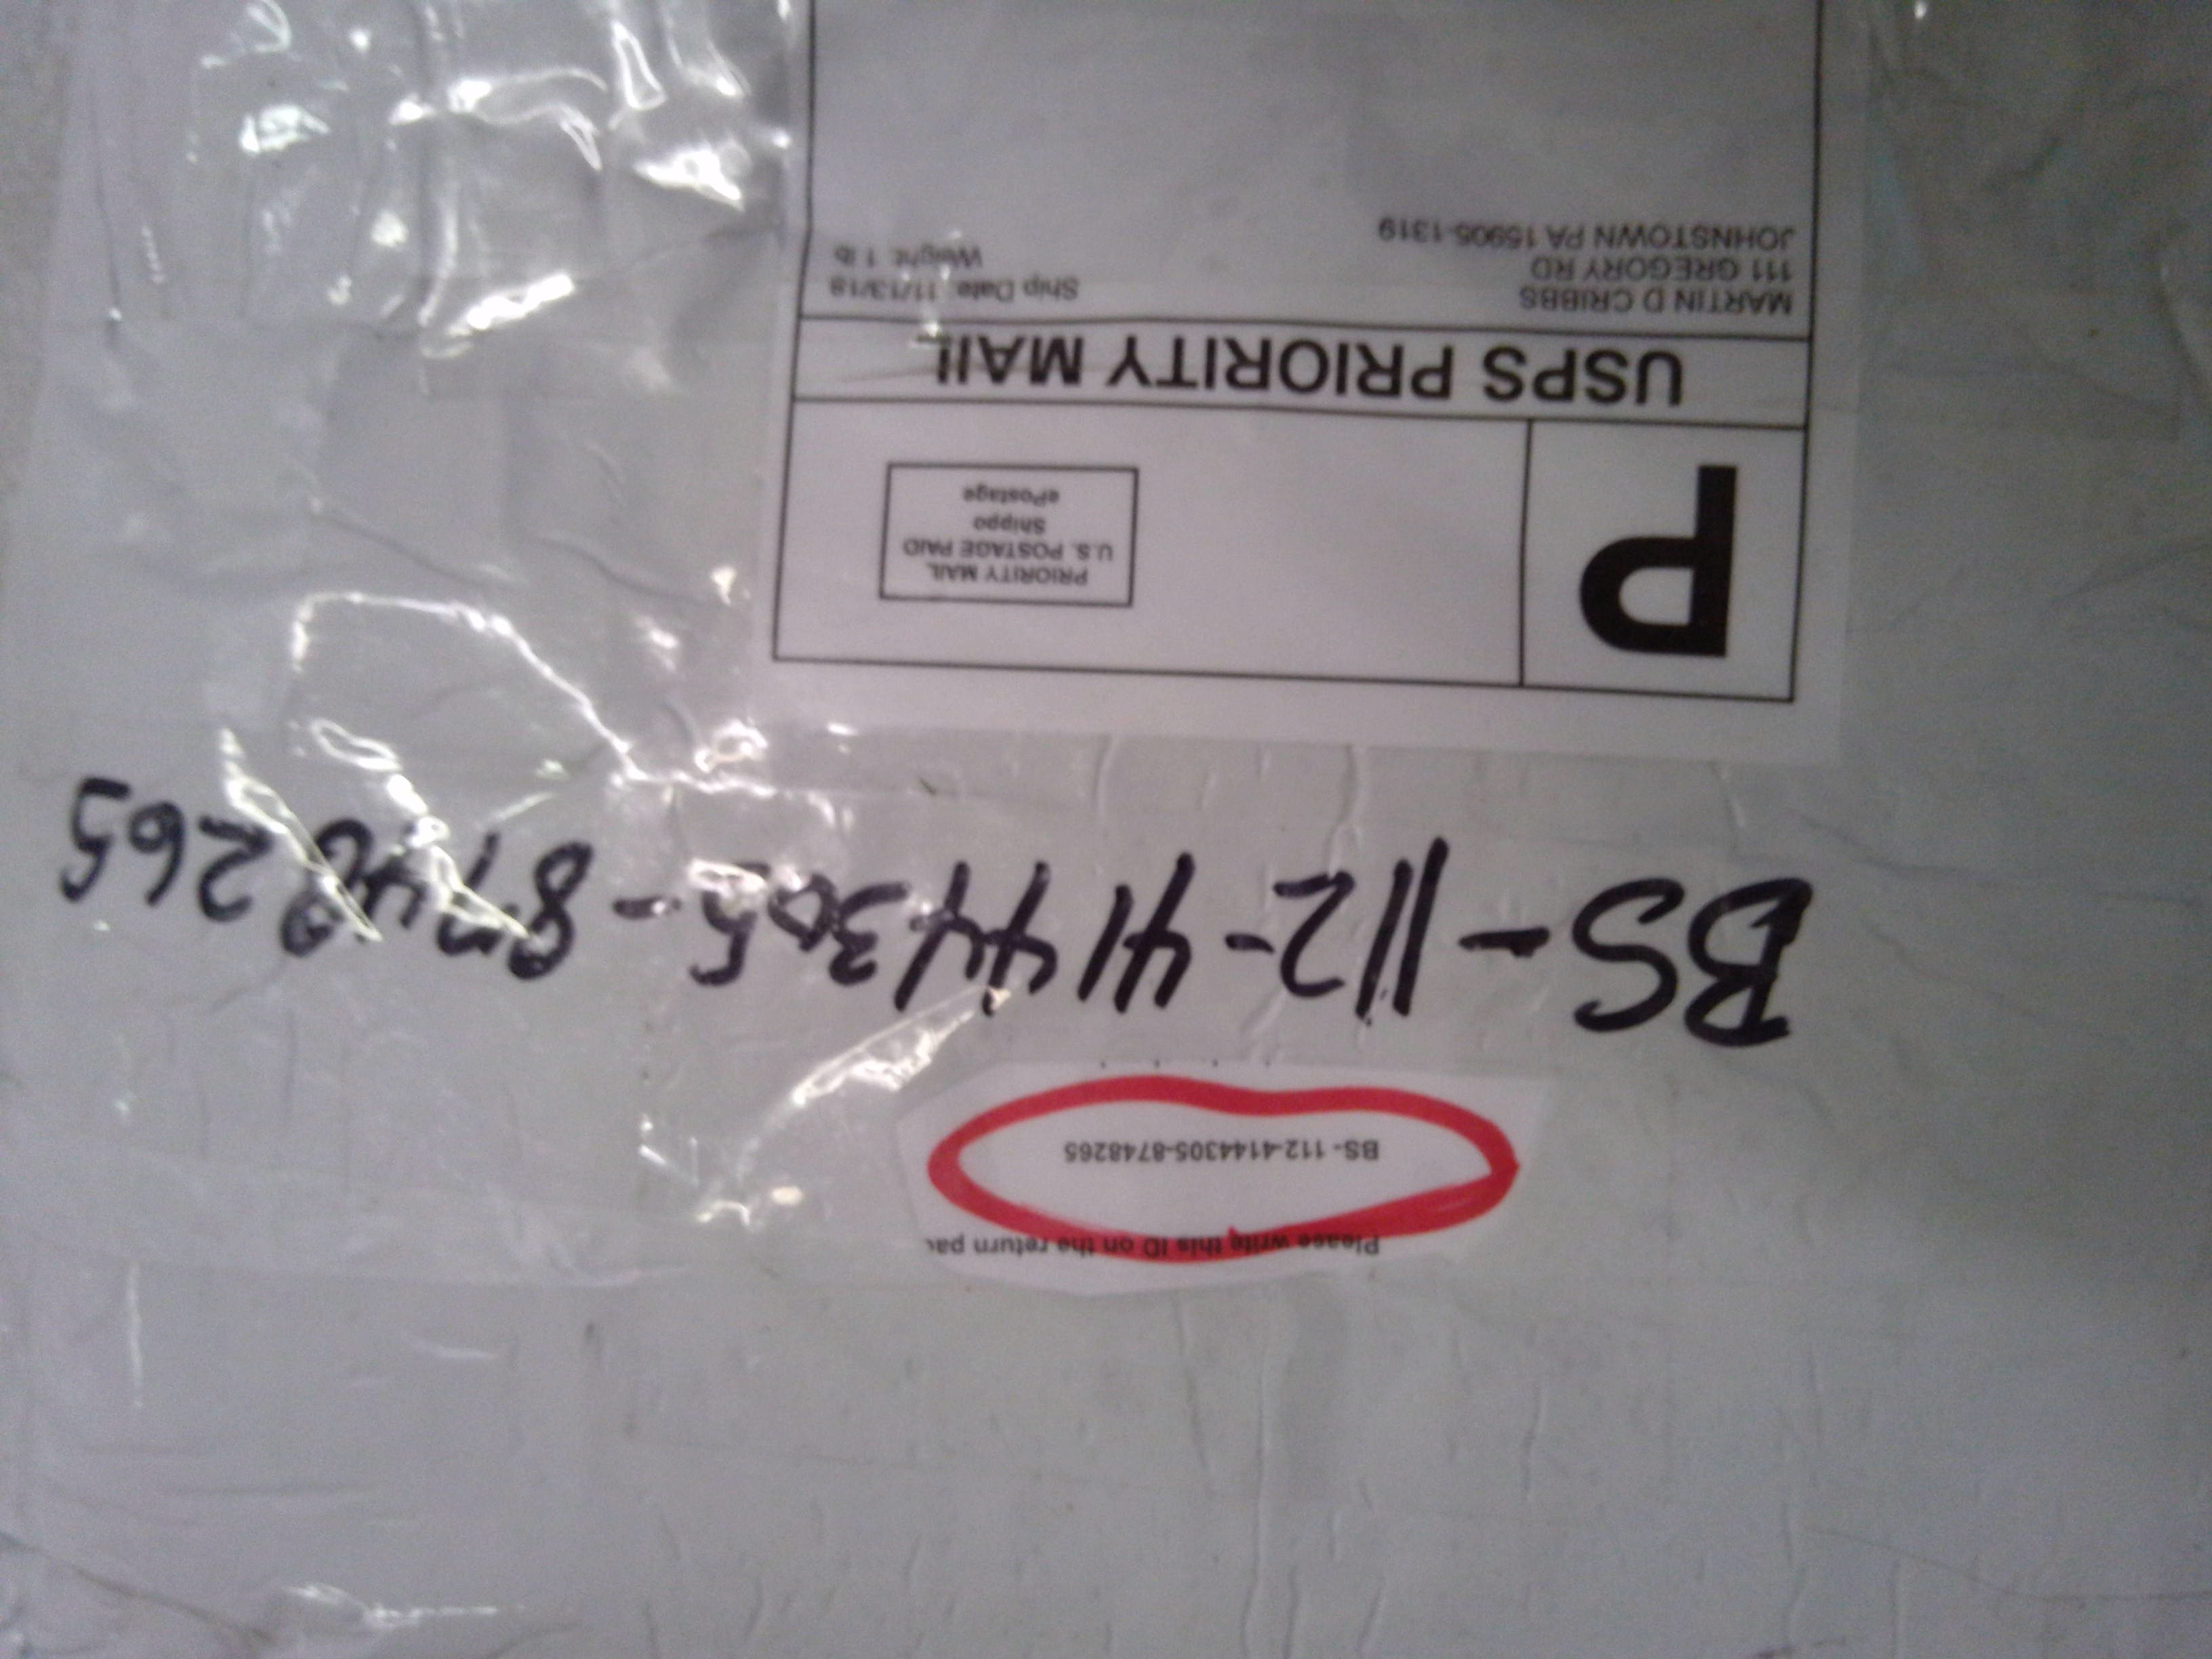 Please write this ID on the return pac
BS- 112-4144305-8748265
BS-112-4144305-8748265
P
PRIORITY MAIL
U.S. POSTAGE PAID
Shippo
ePostage
USPS PRIORITY MAIL
MARTIN D CRIBBS
111 GREGORY RD
JOHNSTOWN PA 15905-1319
Ship Date: 11/13/18
Weight: 1 lb